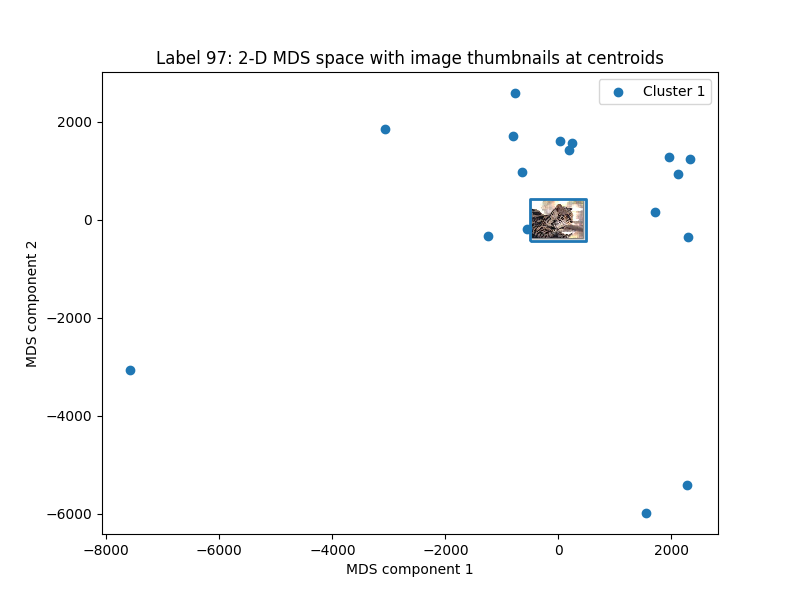 Label 97: 2-D MDS space with image thumbnails at centroids
Cluster 1
MDS component 2
2000
0
−2000
−4000
−6000
−8000
−6000
−4000
−2000
0
2000
MDS component 1